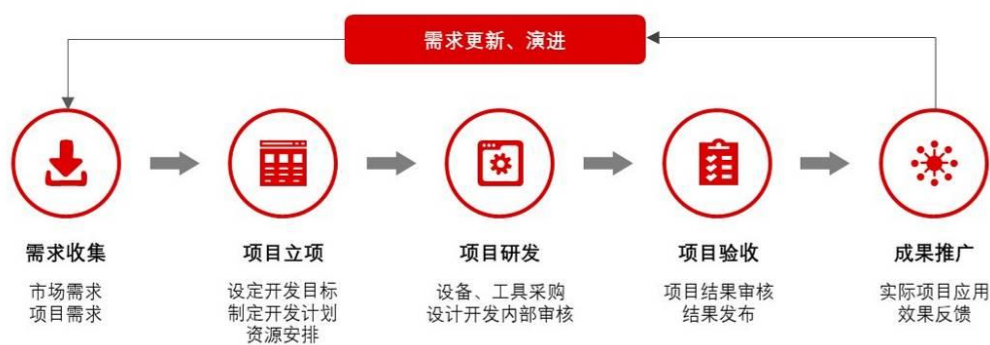 需求更新、演进
需求收集
市场需求
项目需求
项目立项
设定开发目标
制定开发计划
资源安排
项目研发
设备、工具采购
设计开发内部审核
项目验收
项目结果审核
结果发布
成果推广
实际项目应用
效果反馈